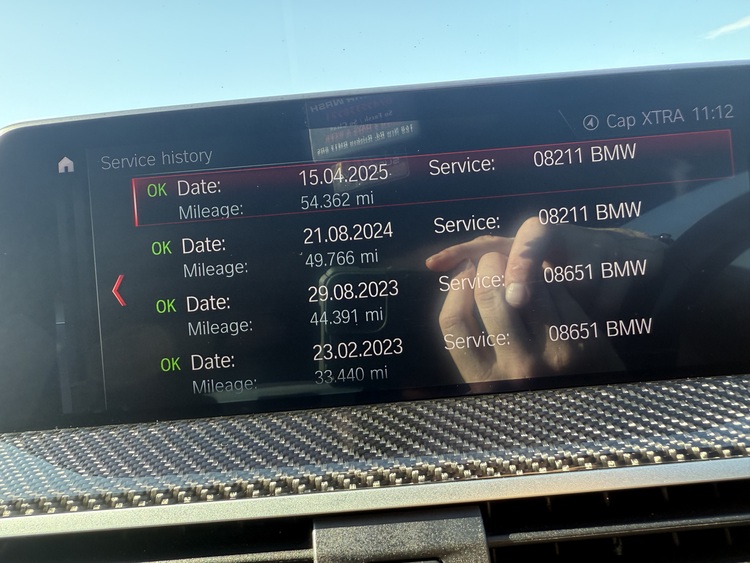 Cap XTRA 11:12
Service history
OK Date: 15.04.2025 Service: 08211 BMW
Mileage: 54.362 mi
OK Date: 21.08.2024 Service: 08211 BMW
Mileage: 49.766 mi
OK Date: 29.08.2023 Service: 08651 BMW
Mileage: 44.391 mi
OK Date: 23.02.2023 Service: 08651 BMW
Mileage: 33.440 mi